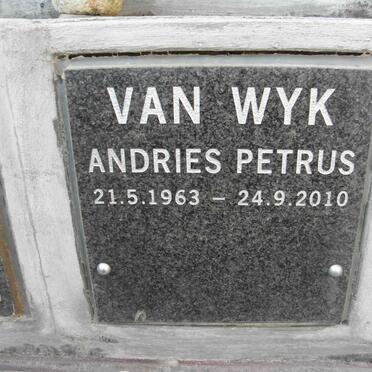 VAN WYK
ANDRIES PETRUS
21.5.1963 – 24.9.2010